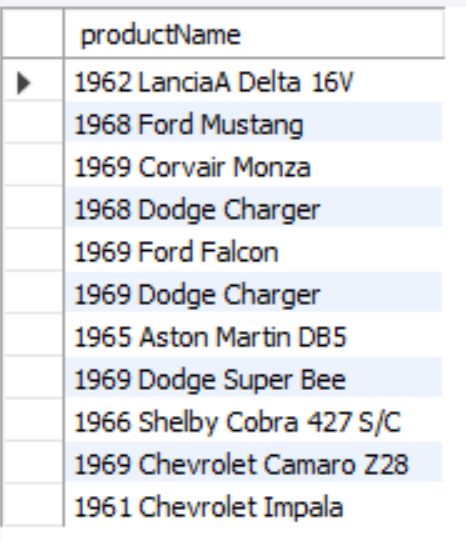 productName
1962 LanciaA Delta 16V
1968 Ford Mustang
1969 Corvair Monza
1968 Dodge Charger
1969 Ford Falcon
1969 Dodge Charger
1965 Aston Martin DB5
1969 Dodge Super Bee
1966 Shelby Cobra 427 S/C
1969 Chevrolet Camaro Z28
1961 Chevrolet Impala